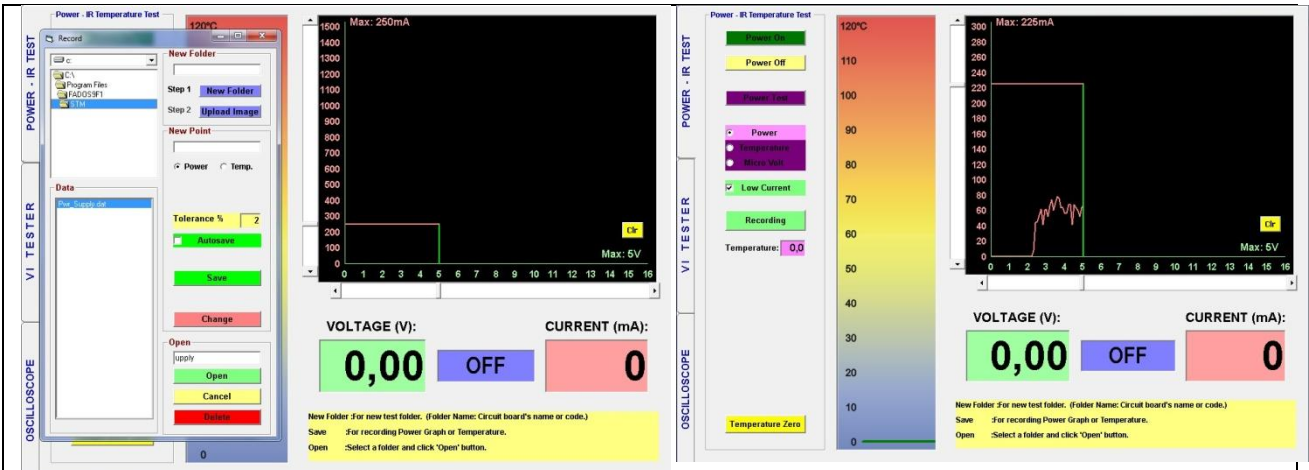 Power - IR Temperature Test
POWER - IR TEST
VI TESTER
OSCILLOSCOPE
120°C
Record
c:
C:\
Program Files
FADOS9F1
STM
New Folder
Step 1 New Folder
Step 2 Upload Image
New Point
Power Temp.
Data
Pwr_Supply.dat
Tolerance % 2
Autosave
Save
Change
Open
upply
Open
Cancel
Delete
0
Max: 250mA
1500
1400
1300
1200
1100
1000
900
800
700
600
500
400
300
200
100
0
Clr
Max: 5V
0 1 2 3 4 5 6 7 8 9 10 11 12 13 14 15 16
VOLTAGE (V): CURRENT (mA):
0,00 OFF 0
New Folder :For new test folder. (Folder Name: Circuit board's name or code.)
Save :For recording Power Graph or Temperature.
Open :Select a folder and click 'Open' button.
Power - IR Temperature Test
POWER - IR TEST
VI TESTER
OSCILLOSCOPE
Power On
Power Off
Power Test
Power
Temperature
Micro Volt
Low Current
Recording
Temperature: 0,0
Temperature Zero
120°C
110
100
90
80
70
60
50
40
30
20
10
0
Max: 225mA
300
280
260
240
220
200
180
160
140
120
100
80
60
40
20
0
Clr
Max: 5V
0 1 2 3 4 5 6 7 8 9 10 11 12 13 14 15 16
VOLTAGE (V): CURRENT (mA):
0,00 OFF 0
New Folder :For new test folder. (Folder Name: Circuit board's name or code.)
Save :For recording Power Graph or Temperature.
Open :Select a folder and click 'Open' button.